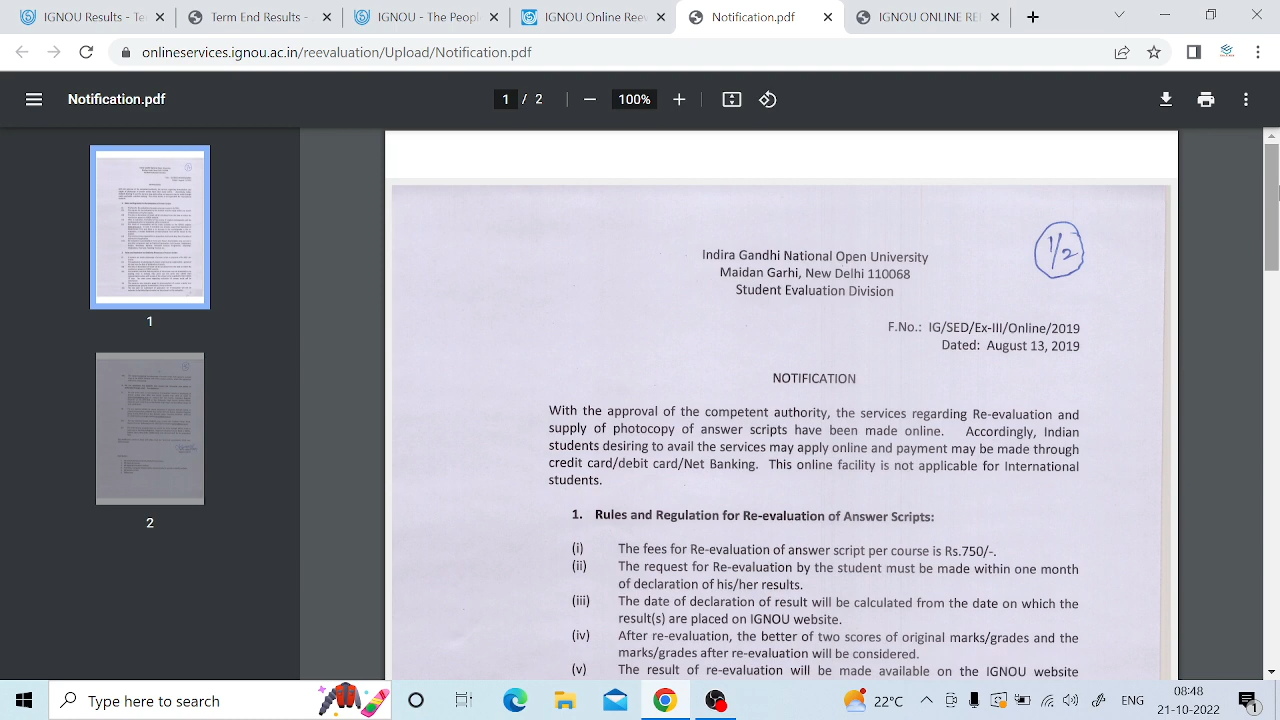 IGNOU - Te
Term End Results -
IGNOU - The Peopl
IGNOU Online Ree
Notification.pdf
IGNOU ONLINE RE
onlineservices.ignou.ac.in/reevaluation/Upload/Notification.pdf
Notification.pdf
1 / 2
100%
1
2
1/2
Indira Gandhi National Open University
Maidan Garhi, New Delhi 110068
Student Evaluation Division
F.No.: IG/SED/Ex-III/Online/2019
Dated: August 13, 2019
NOTIFICATION
With the approval of the competent authority, the services regarding Re-evaluation and
supply of photocopy of answer scripts have been made online. Accordingly, Indian
students desiring to avail the services may apply online and payment may be made through
credit card/debit card/Net Banking. This online facility is not applicable for International
students.
1. Rules and Regulation for Re-evaluation of Answer Scripts:
(i) The fees for Re-evaluation of answer script per course is Rs.750/-.
(ii) The request for Re-evaluation by the student must be made within one month
of declaration of his/her results.
(iii) The date of declaration of result will be calculated from the date on which the
result(s) are placed on IGNOU website.
(iv) After re-evaluation, the better of two scores of original marks/grades and the
marks/grades after re-evaluation will be considered.
(v) The result of re-evaluation will be made available on the IGNOU website
Type here to search
22°C
ENG
08:48
21-10-2022
1